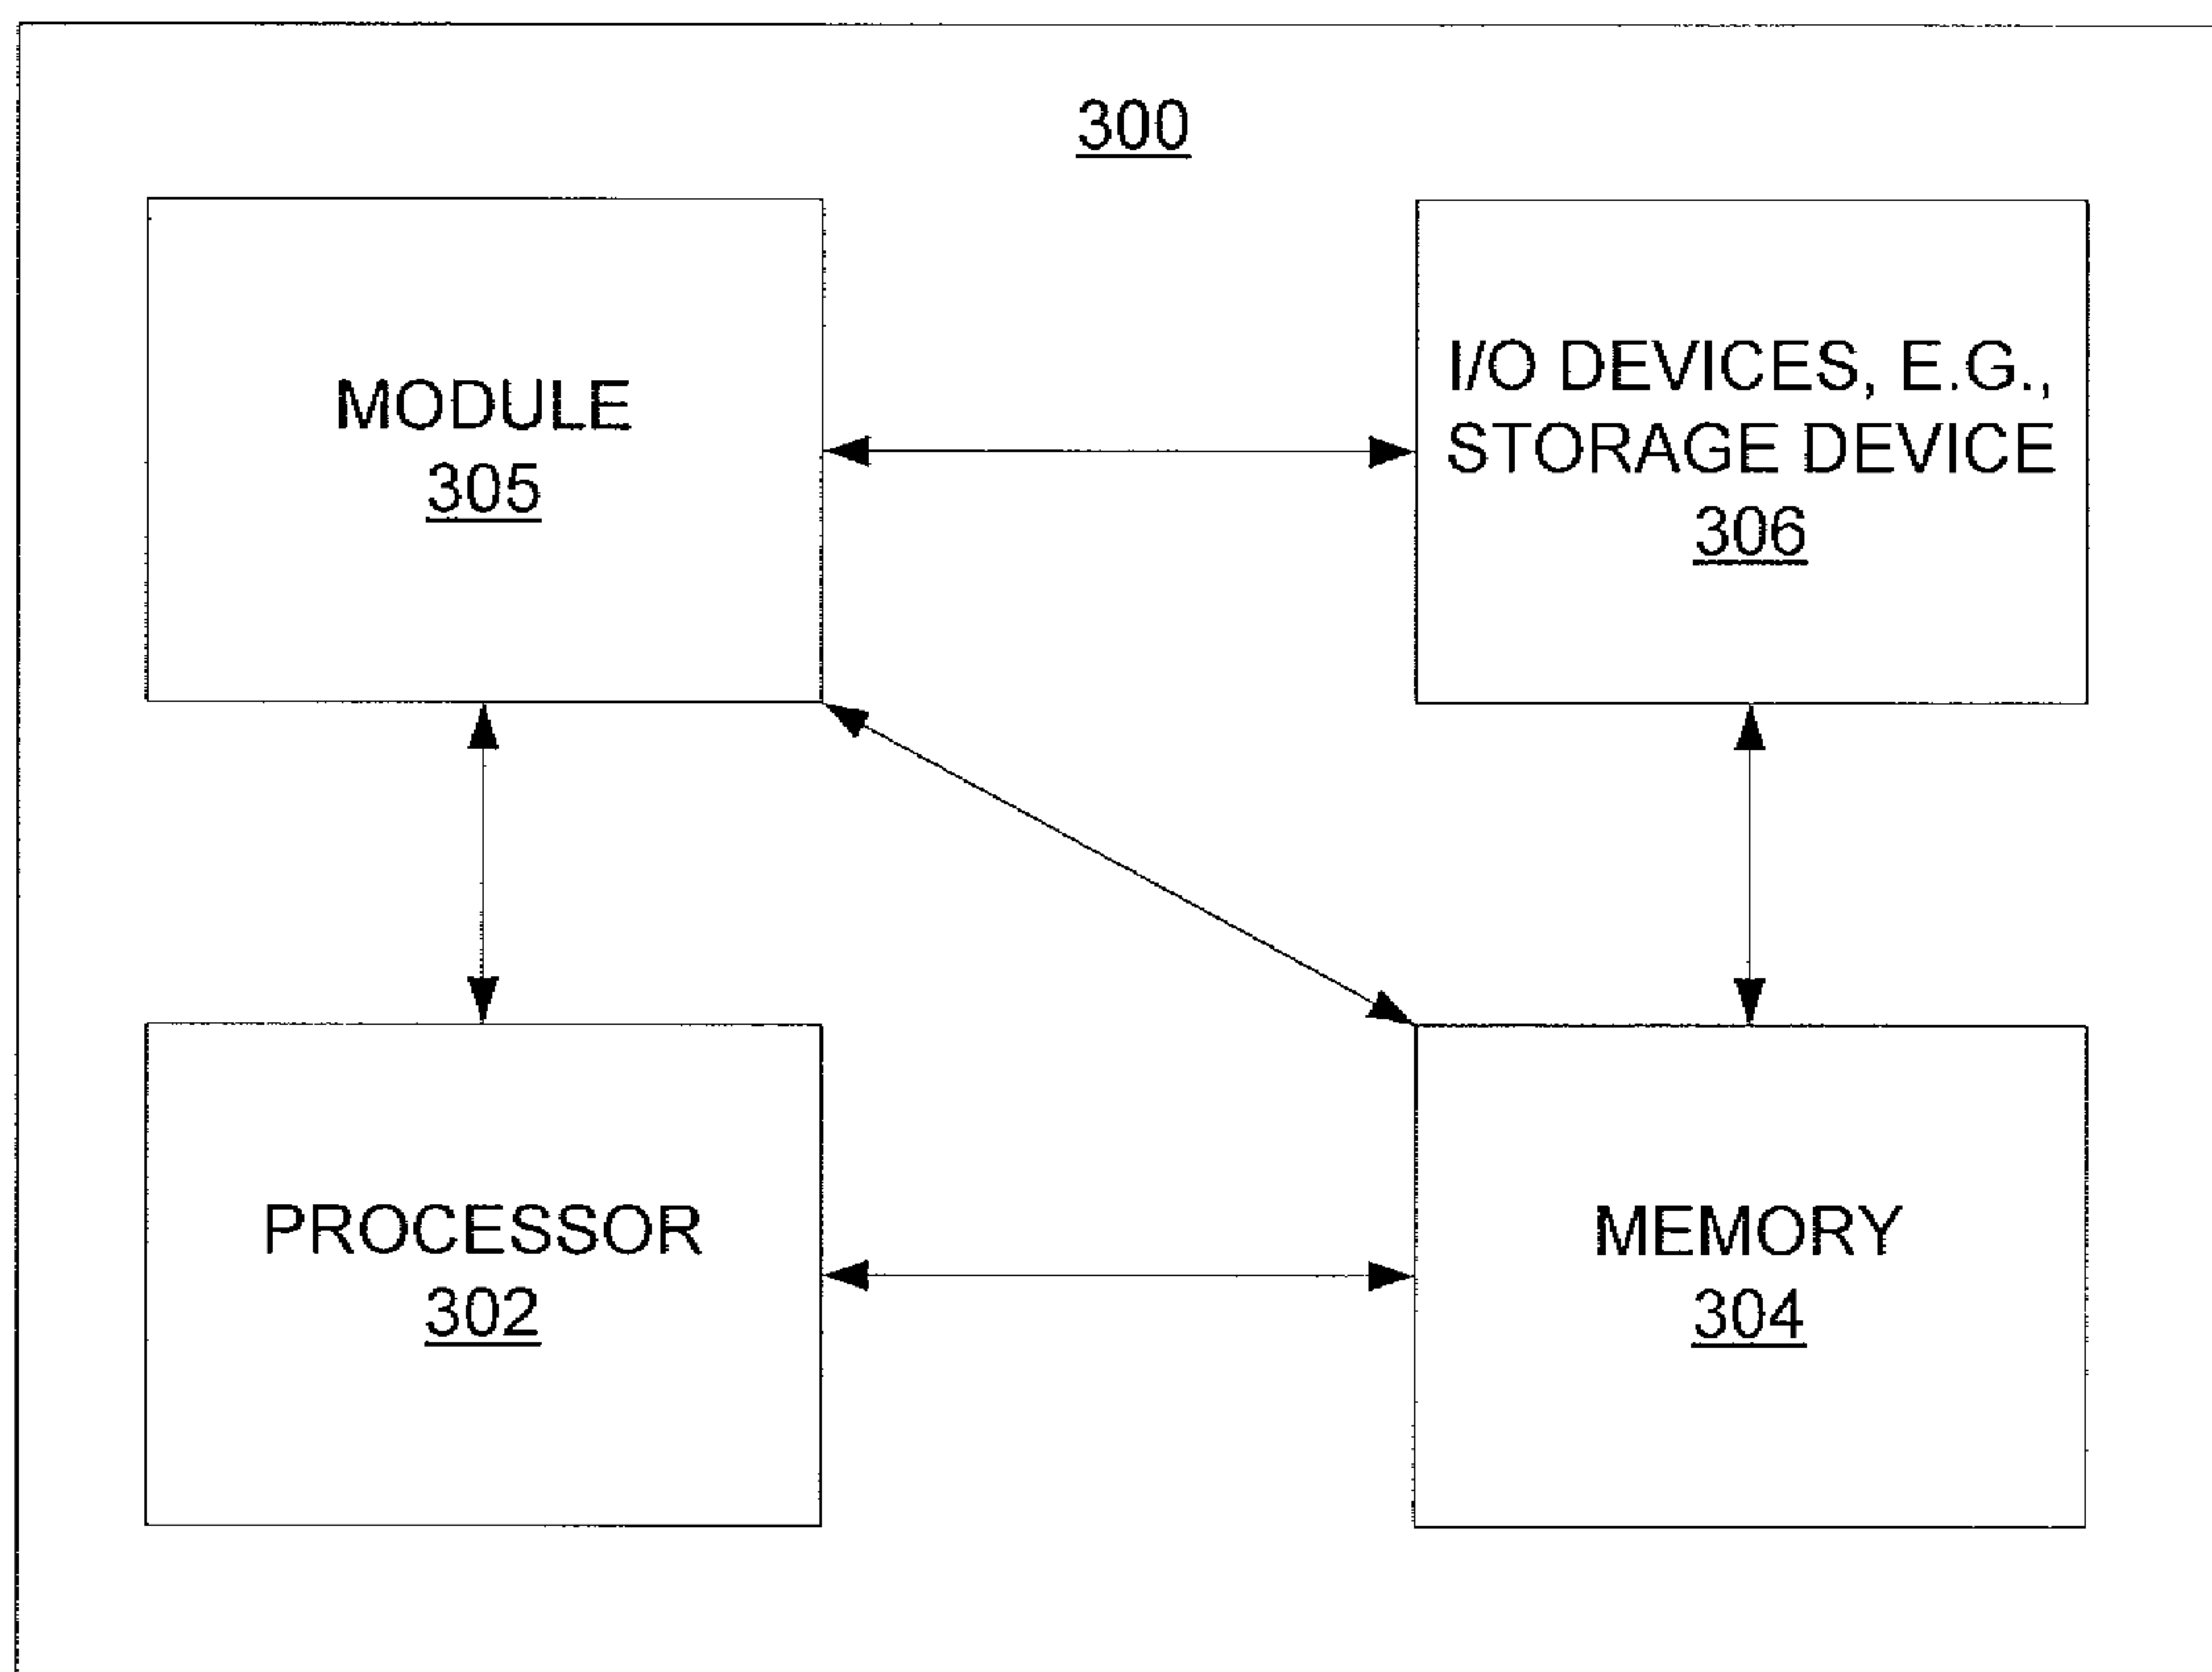 300
MODULE
305
I/O DEVICES, E.G.,
STORAGE DEVICE
306
PROCESSOR
302
MEMORY
304